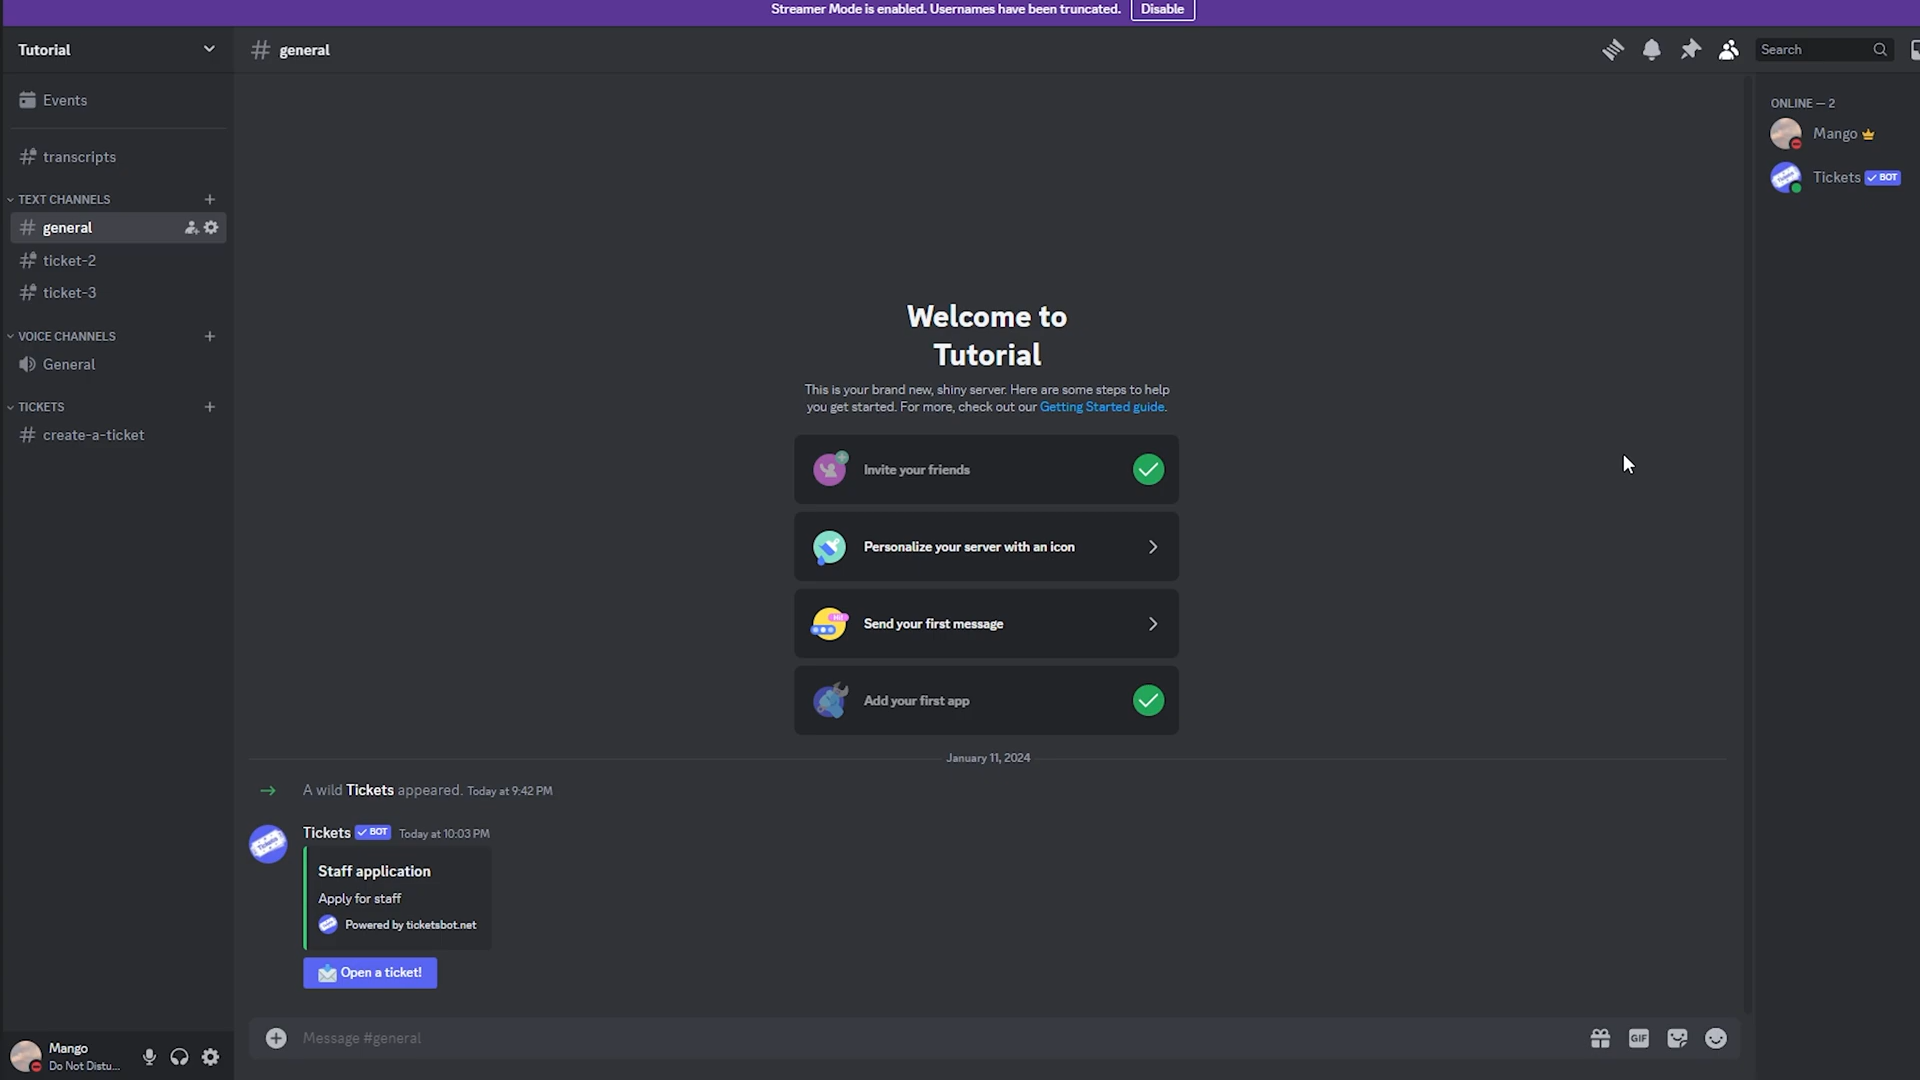 Streamer Mode is enabled. Usernames have been truncated. Disable
Tutorial
general
Search
Events
transcripts
TEXT CHANNELS
general
ticket-2
ticket-3
VOICE CHANNELS
General
TICKETS
create-a-ticket
Welcome to
Tutorial
This is your brand new, shiny server. Here are some steps to help
you get started. For more, check out our Getting Started guide.
Invite your friends
Personalize your server with an icon
Send your first message
Add your first app
January 11, 2024
A wild Tickets appeared. Today at 9:42 PM
Tickets BOT Today at 10:03 PM
Staff application
Apply for staff
Powered by ticketsbot.net
Open a ticket!
Message #general
GIF
Mango
Do Not Distu...
ONLINE — 2
Mango
Tickets BOT